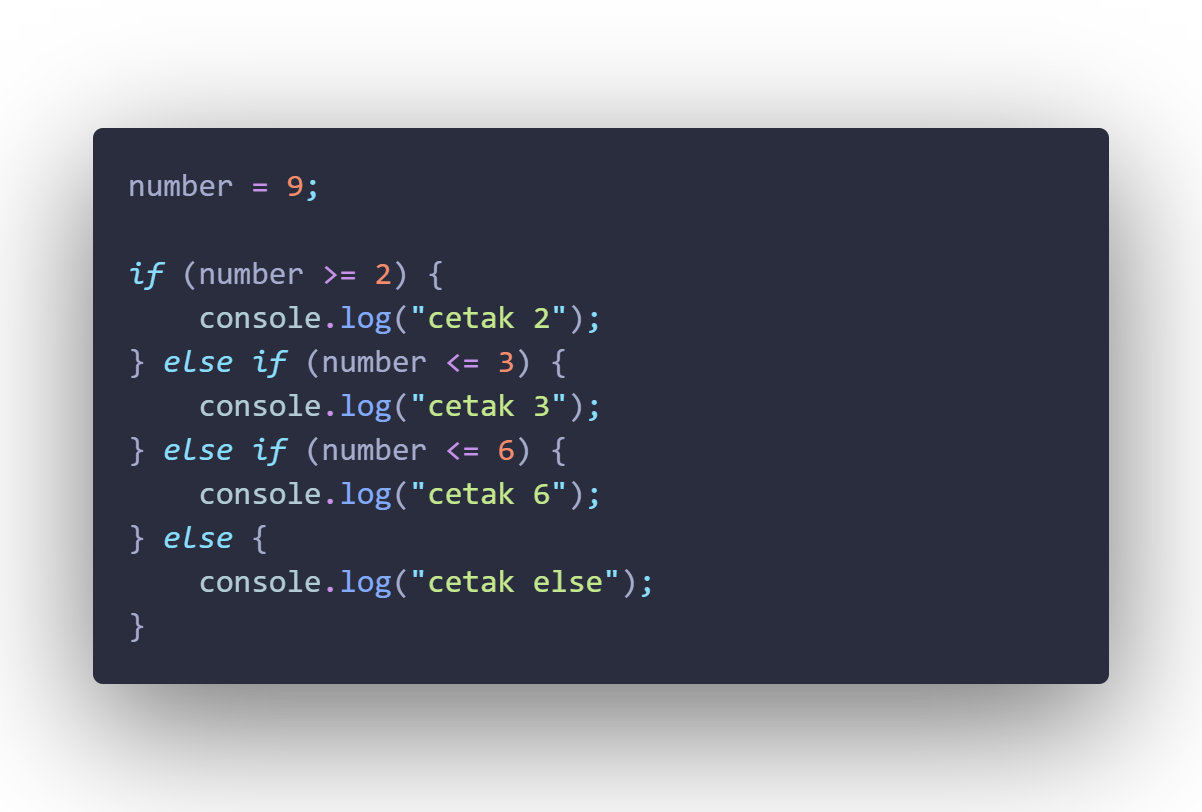 number = 9;

if (number >= 2) {
    console.log("cetak 2");
} else if (number <= 3) {
    console.log("cetak 3");
} else if (number <= 6) {
    console.log("cetak 6");
} else {
    console.log("cetak else");
}